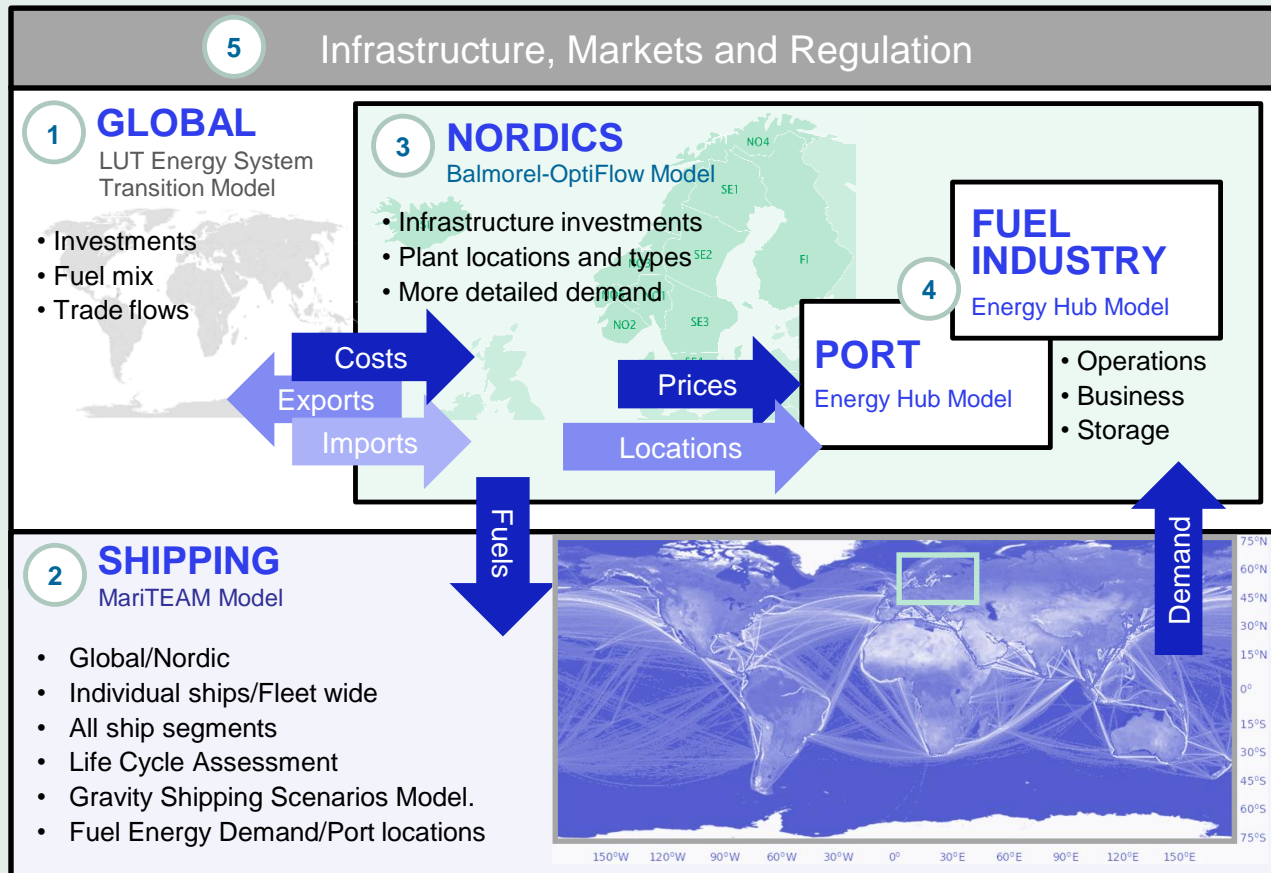 5 Infrastructure, Markets and Regulation
1 GLOBAL
LUT Energy System
Transition Model
• Investments
• Fuel mix
• Trade flows
3 NORDICS
Balmorel-OptiFlow Model
• Infrastructure investments
• Plant locations and types
• More detailed demand
NO4
SE1
SE2
FI
SE3
NO2
Costs
Exports
Imports
Prices
Locations
4
FUEL
INDUSTRY
Energy Hub Model
PORT
Energy Hub Model
• Operations
• Business
• Storage
Fuels
Demand
2 SHIPPING
MariTEAM Model
• Global/Nordic
• Individual ships/Fleet wide
• All ship segments
• Life Cycle Assessment
• Gravity Shipping Scenarios Model.
• Fuel Energy Demand/Port locations
75°N
60°N
45°N
30°N
15°N
0°
15°S
30°S
45°S
60°S
75°S
150°W 120°W 90°W 60°W 30°W 0° 30°E 60°E 90°E 120°E 150°E